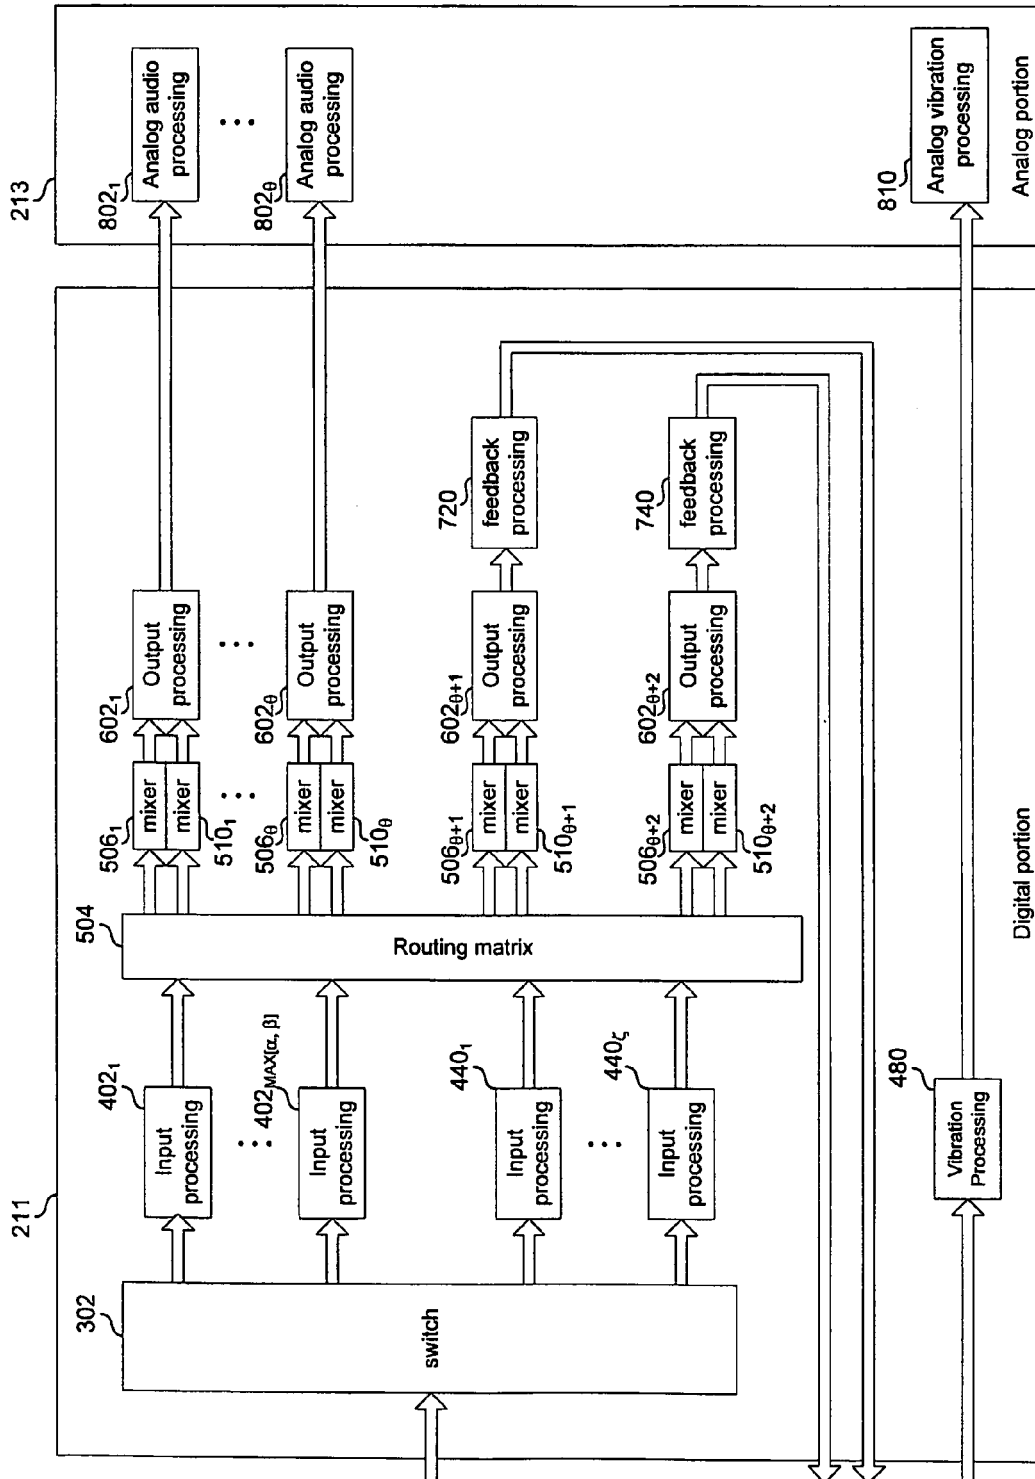 211
302
switch
402₁
Input
processing
402MAX[α, β]
Input
processing
440₁
Input
processing
440ζ
Input
processing
504
Routing matrix
506₁
mixer
mixer
510₁
506θ
mixer
mixer
510θ
506θ+1
mixer
mixer
510θ+1
506θ+2
mixer
mixer
510θ+2
602₁
Output
processing
602θ
Output
processing
602θ+1
Output
processing
602θ+2
Output
processing
720
feedback
processing
740
feedback
processing
480
Vibration
Processing
Digital portion
213
802₁
Analog audio
processing
802θ
Analog audio
processing
810
Analog vibration
processing
Analog portion